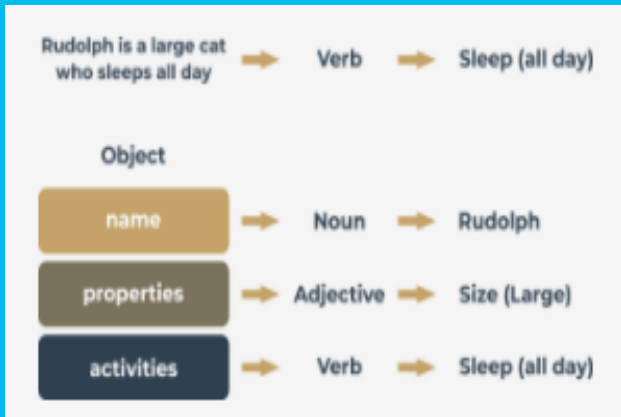 Rudolph is a large cat
who sleeps all day
Verb
Sleep (all day)
Object
name
Noun
Rudolph
properties
Adjective
Size (Large)
activities
Verb
Sleep (all day)